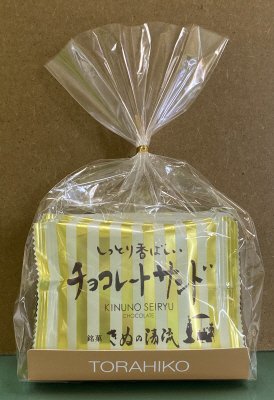 しっとり香ばしい
チョコレートサンド
KINUNO SEIRYU
CHOCOLATE
銘菓 きぬの清流
TORAHIKO